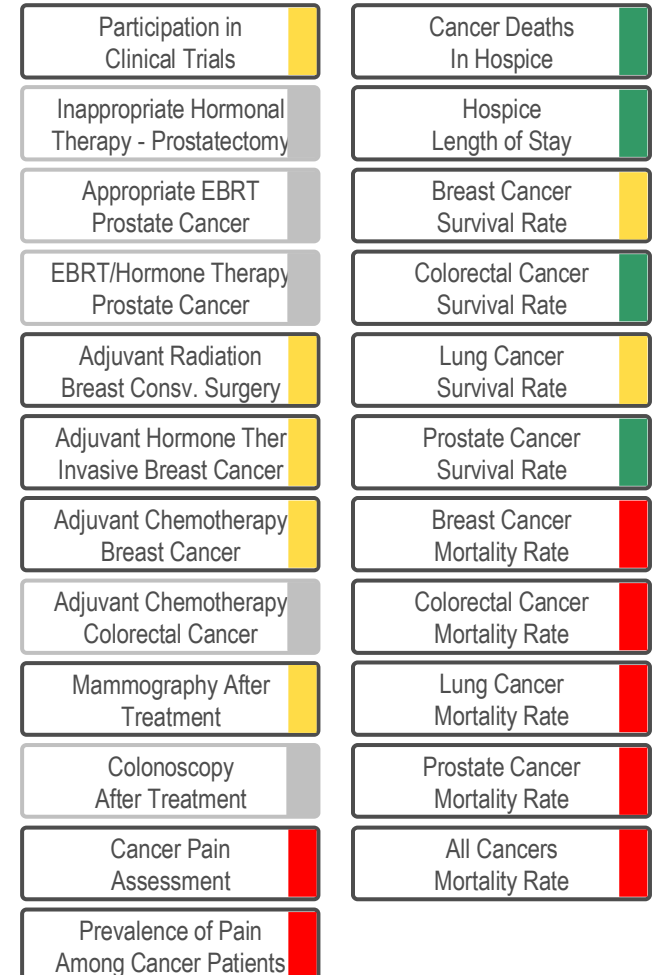 Participation in
Clinical Trials
Inappropriate Hormonal
Therapy - Prostatectomy
Appropriate EBRT
Prostate Cancer
EBRT/Hormone Therapy
Prostate Cancer
Adjuvant Radiation
Breast Consv. Surgery
Adjuvant Hormone Ther
Invasive Breast Cancer
Adjuvant Chemotherapy
Breast Cancer
Adjuvant Chemotherapy
Colorectal Cancer
Mammography After
Treatment
Colonoscopy
After Treatment
Cancer Pain
Assessment
Prevalence of Pain
Among Cancer Patients
Cancer Deaths
In Hospice
Hospice
Length of Stay
Breast Cancer
Survival Rate
Colorectal Cancer
Survival Rate
Lung Cancer
Survival Rate
Prostate Cancer
Survival Rate
Breast Cancer
Mortality Rate
Colorectal Cancer
Mortality Rate
Lung Cancer
Mortality Rate
Prostate Cancer
Mortality Rate
All Cancers
Mortality Rate